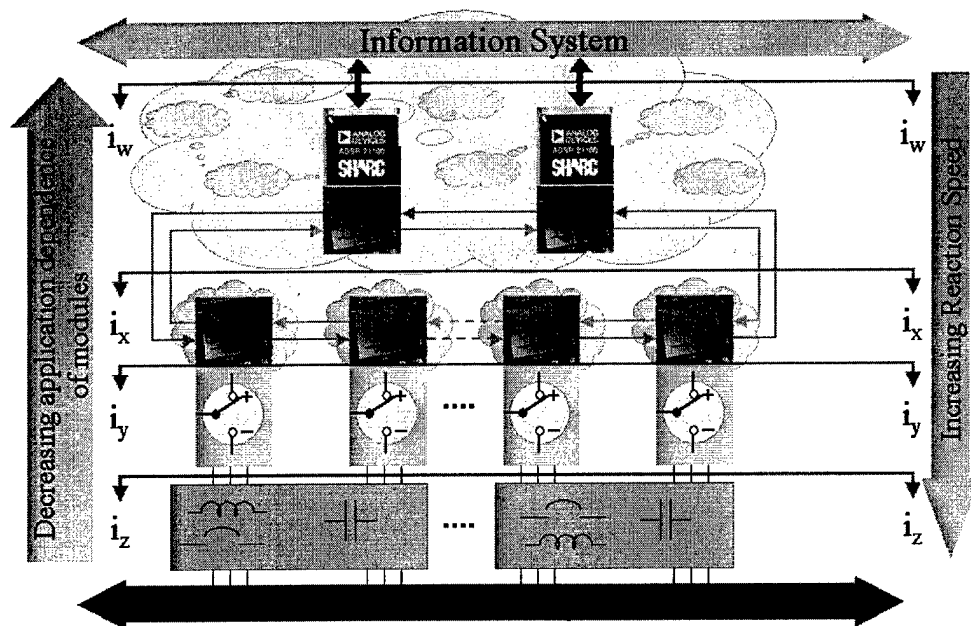 Information System
Decreasing application dependence
of modules
Increasing Reaction Speed
i_w
i_w
ANALOG
DEVICES
ADSP 21160
SHARC
ANALOG
DEVICES
ADSP 21160
SHARC
i_x
i_x
i_y
+
−
+
−
....
+
−
+
−
i_y
i_z
....
i_z